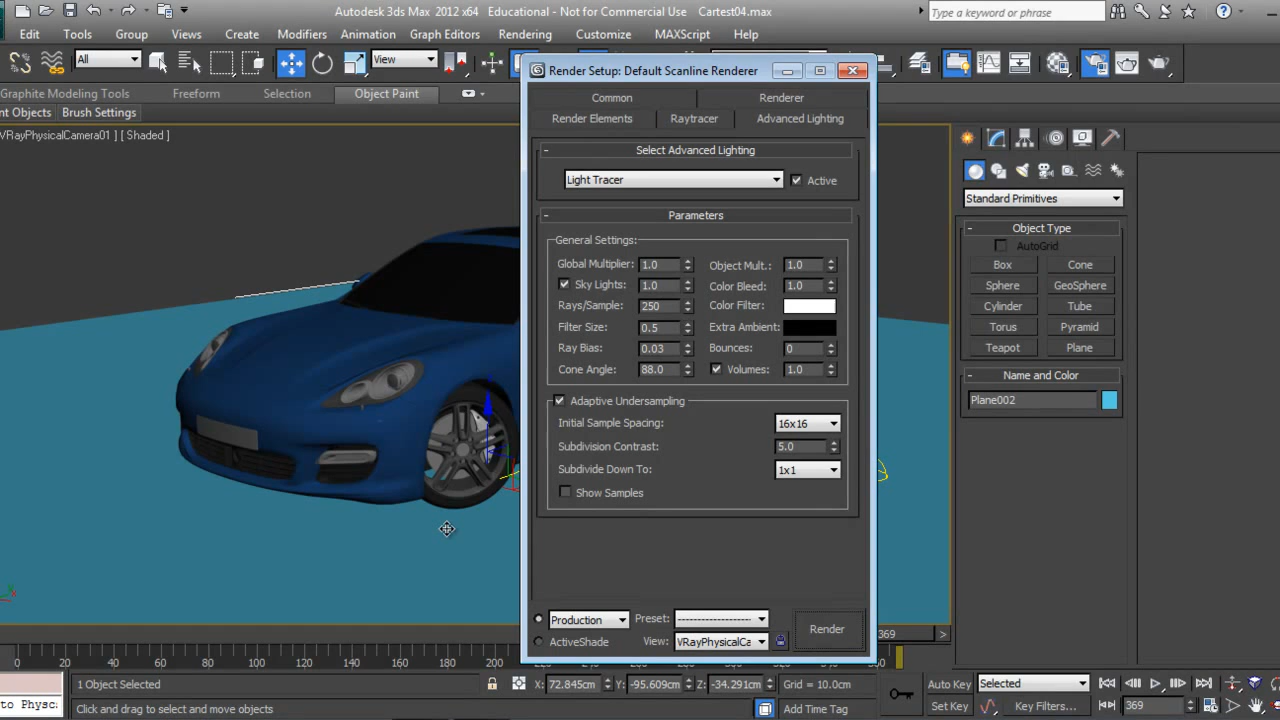 Autodesk 3ds Max 2012 x64 Educational - Not for Commercial Use Cartest04.max
Type a keyword or phrase
Edit Tools Group Views Create Modifiers Animation Graph Editors Rendering Customize MAXScript Help
All
View
Graphite Modeling Tools
Freeform
Selection
Object Paint
nt Objects
Brush Settings
VRayPhysicalCamera01 ] [ Shaded ]
Render Setup: Default Scanline Renderer
Common
Renderer
Render Elements
Raytracer
Advanced Lighting
- Select Advanced Lighting
Light Tracer
Active
- Parameters
General Settings:
Global Multiplier: 1.0 Object Mult.: 1.0
Sky Lights: 1.0 Color Bleed: 1.0
Rays/Sample: 250 Color Filter:
Filter Size: 0.5 Extra Ambient:
Ray Bias: 0.03 Bounces: 0
Cone Angle: 88.0 Volumes: 1.0
Adaptive Undersampling
Initial Sample Spacing: 16x16
Subdivision Contrast: 5.0
Subdivide Down To: 1x1
Show Samples
Production Preset: -----------------
ActiveShade View: VRayPhysicalCa
Render
Standard Primitives
- Object Type
AutoGrid
Box Cone
Sphere GeoSphere
Cylinder Tube
Torus Pyramid
Teapot Plane
- Name and Color
Plane002
369 >
0 20 40 60 80 100 120 140 160 180 200
1 Object Selected
X: 72.845cm Y: -95.609cm Z: -34.291cm Grid = 10.0cm
Auto Key Selected
to Physc
Click and drag to select and move objects
Add Time Tag
Set Key Key Filters... 369